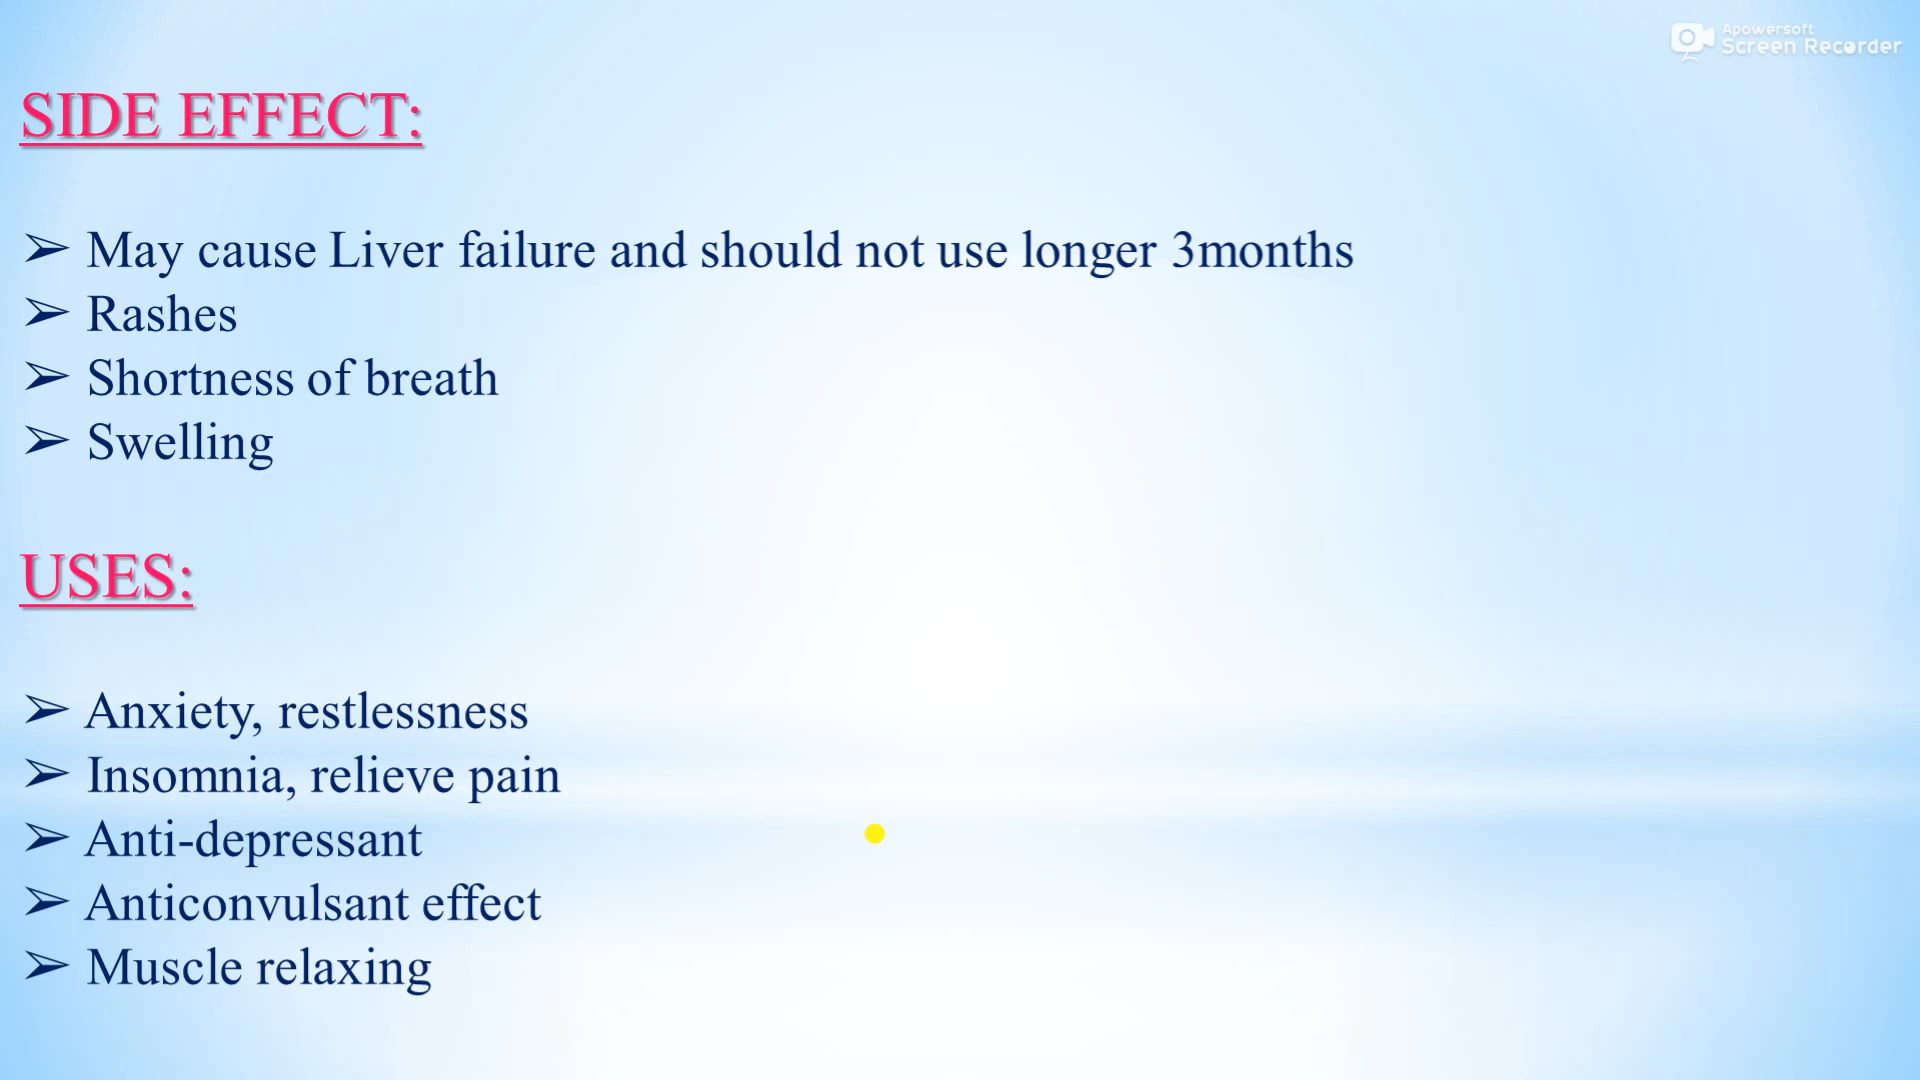 Apowersoft
Screen Recorder
SIDE EFFECT:
➢ May cause Liver failure and should not use longer 3months
➢ Rashes
➢ Shortness of breath
➢ Swelling
USES:
➢ Anxiety, restlessness
➢ Insomnia, relieve pain
➢ Anti-depressant
➢ Anticonvulsant effect
➢ Muscle relaxing